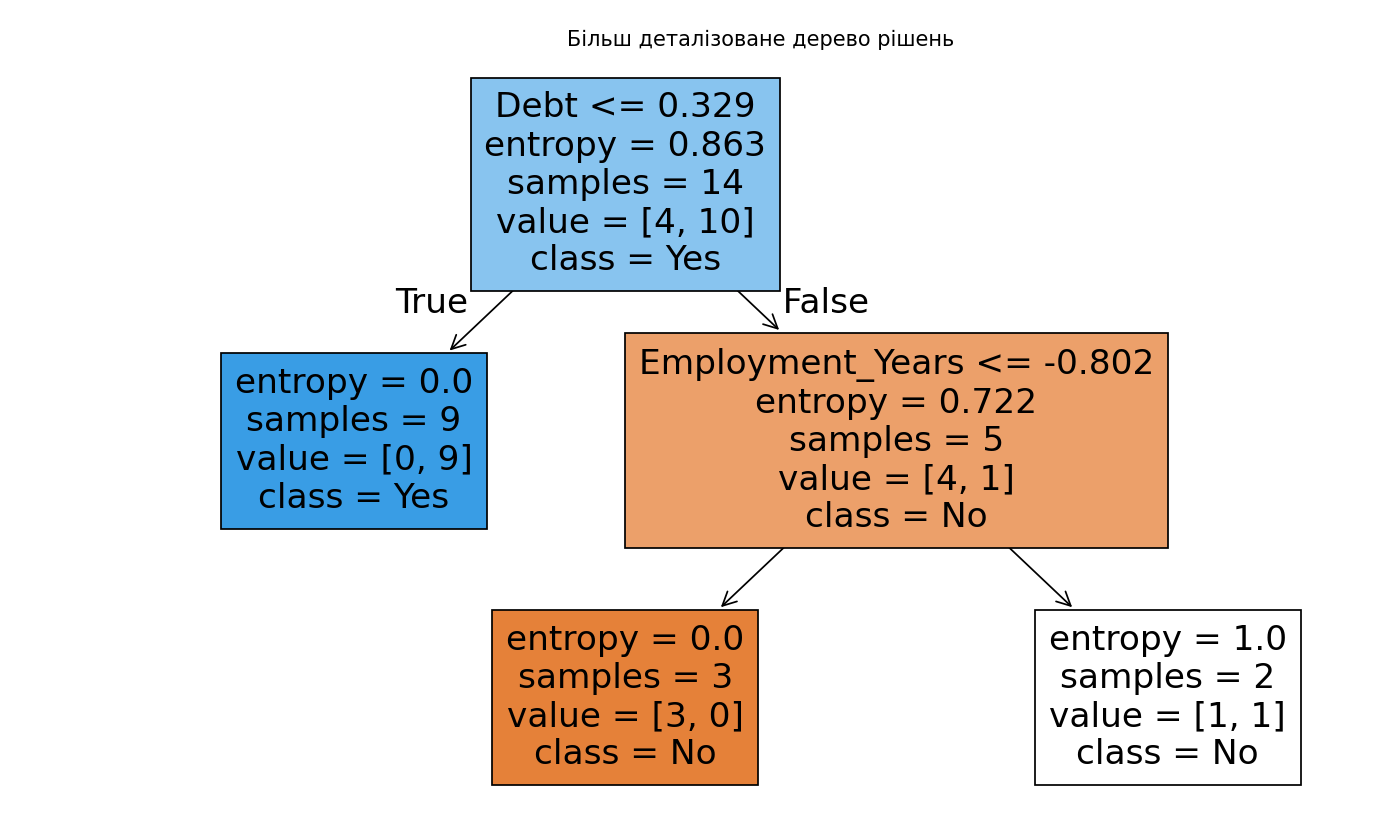 Більш деталізоване дерево рішень
Debt <= 0.329
entropy = 0.863
samples = 14
value = [4, 10]
class = Yes
True
False
entropy = 0.0
samples = 9
value = [0, 9]
class = Yes
Employment_Years <= -0.802
entropy = 0.722
samples = 5
value = [4, 1]
class = No
entropy = 0.0
samples = 3
value = [3, 0]
class = No
entropy = 1.0
samples = 2
value = [1, 1]
class = No